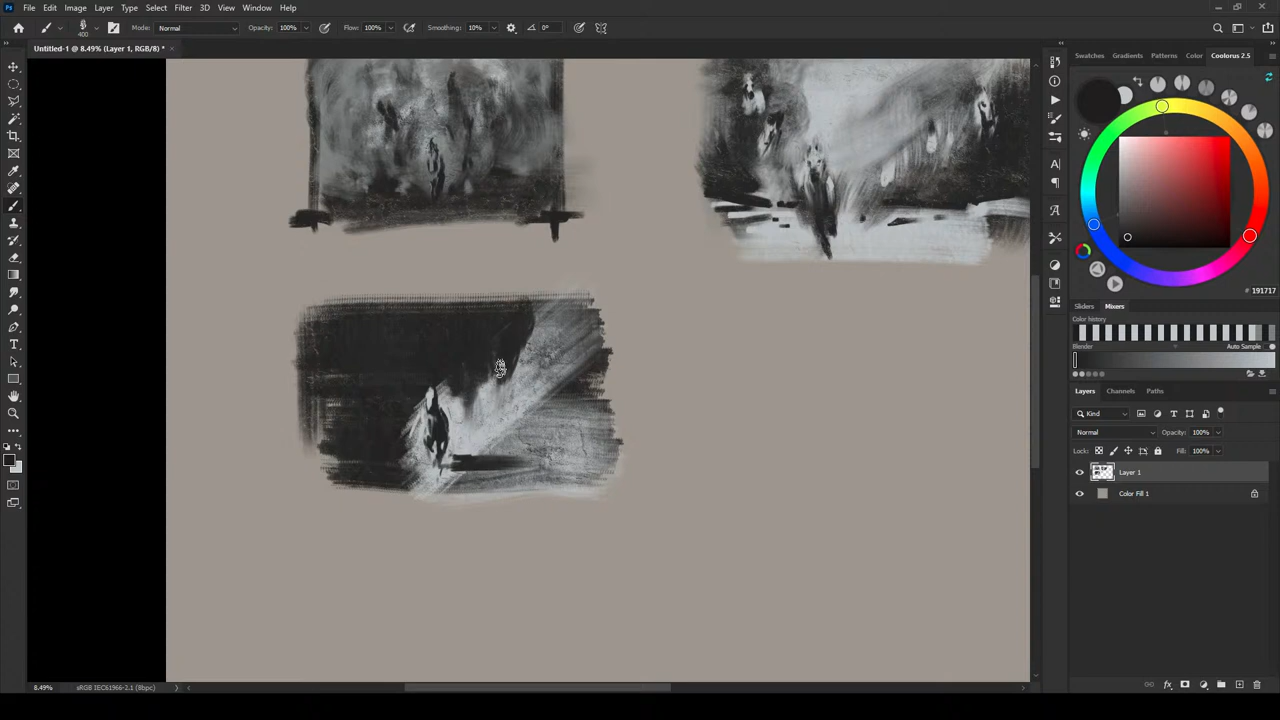 Ps File Edit Image Layer Type Select Filter 3D View Window Help
400 Mode: Normal Opacity: 100% Flow: 100% Smoothing: 10% 0°
Untitled-1 @ 8.49% (Layer 1, RGB/8) *
Swatches Gradients Patterns Color Coolorus 2.5
191717
Sliders Mixers
Color history
Blender Auto Sample
Layers Channels Paths
Kind
Normal Opacity: 100%
Lock: Fill: 100%
Layer 1
Color Fill 1
8.49% sRGB IEC61966-2.1 (8bpc)